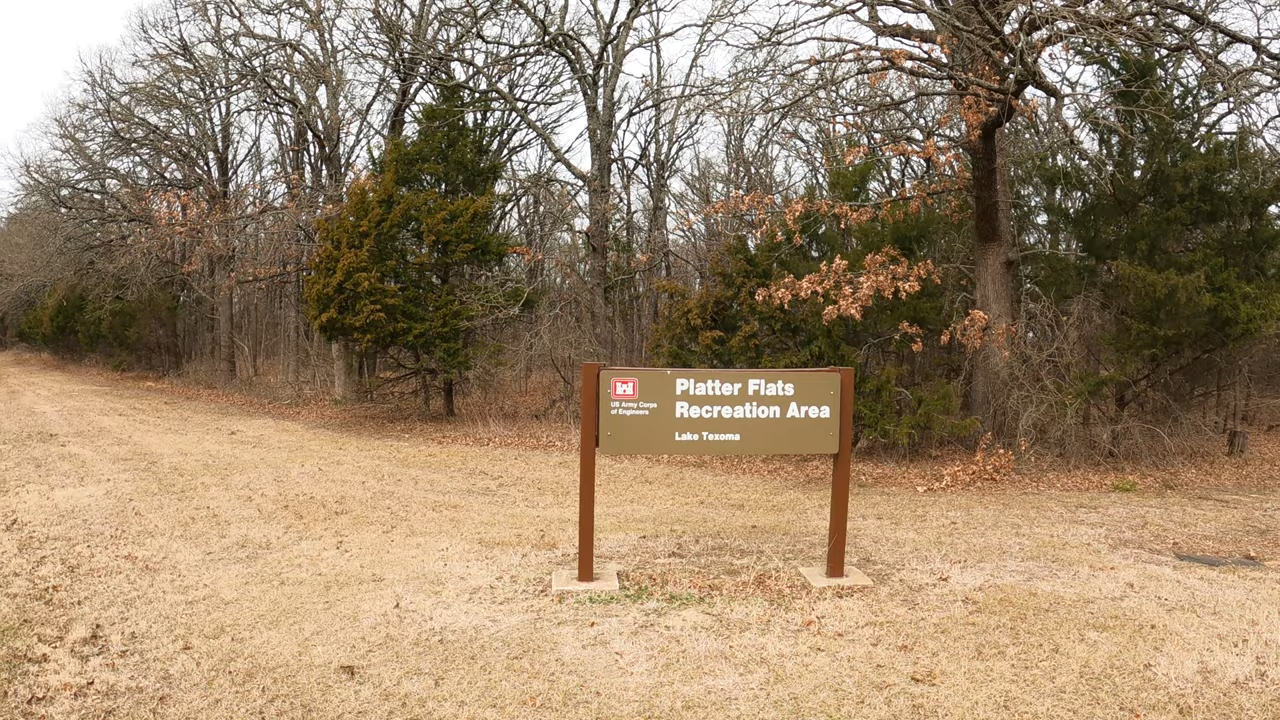 US Army Corps
of Engineers
Platter Flats
Recreation Area
Lake Texoma